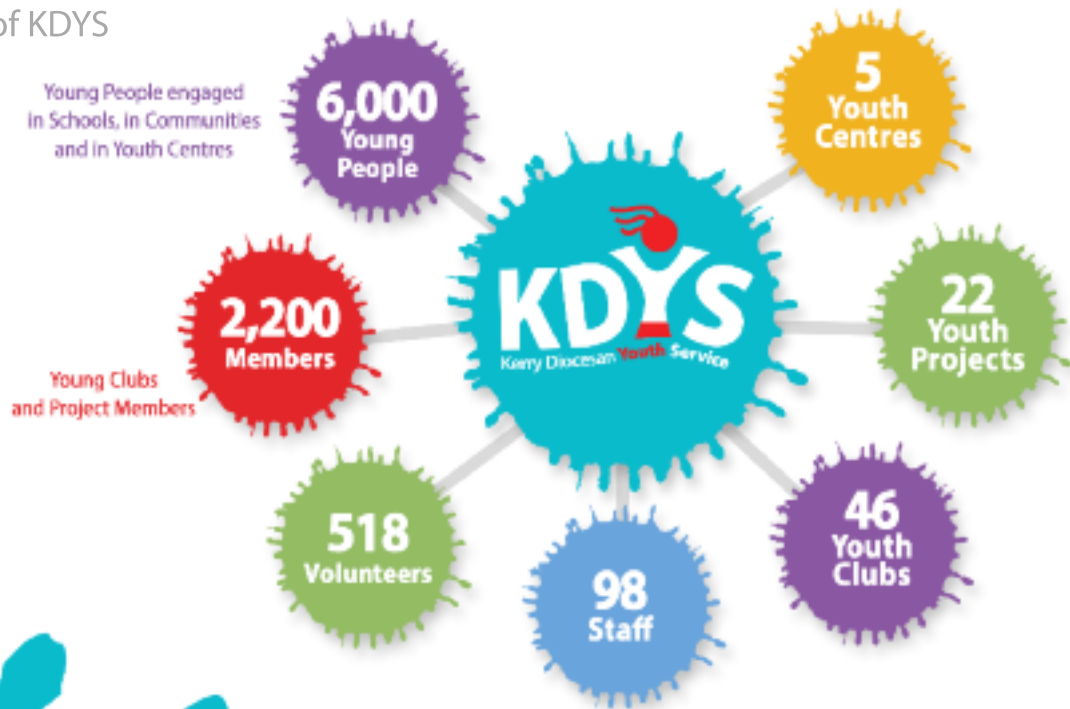 of KDYS
Young People engaged
in Schools, in Communities
and in Youth Centres
6,000
Young
People
5
Youth
Centres
KDYS
Kerry Diocesan Youth Service
2,200
Members
Young Clubs
and Project Members
22
Youth
Projects
518
Volunteers
98
Staff
46
Youth
Clubs